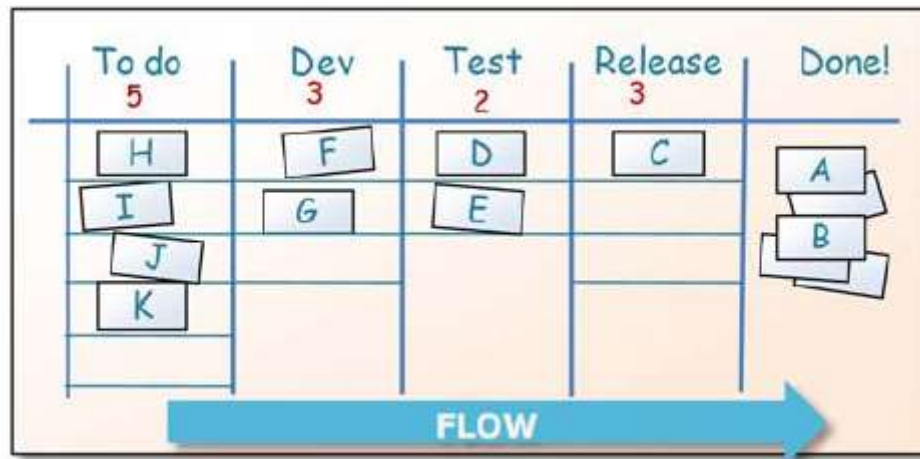 To do Dev Test Release Done!
5 3 2 3
H F D C A
I G E B
J
K
FLOW